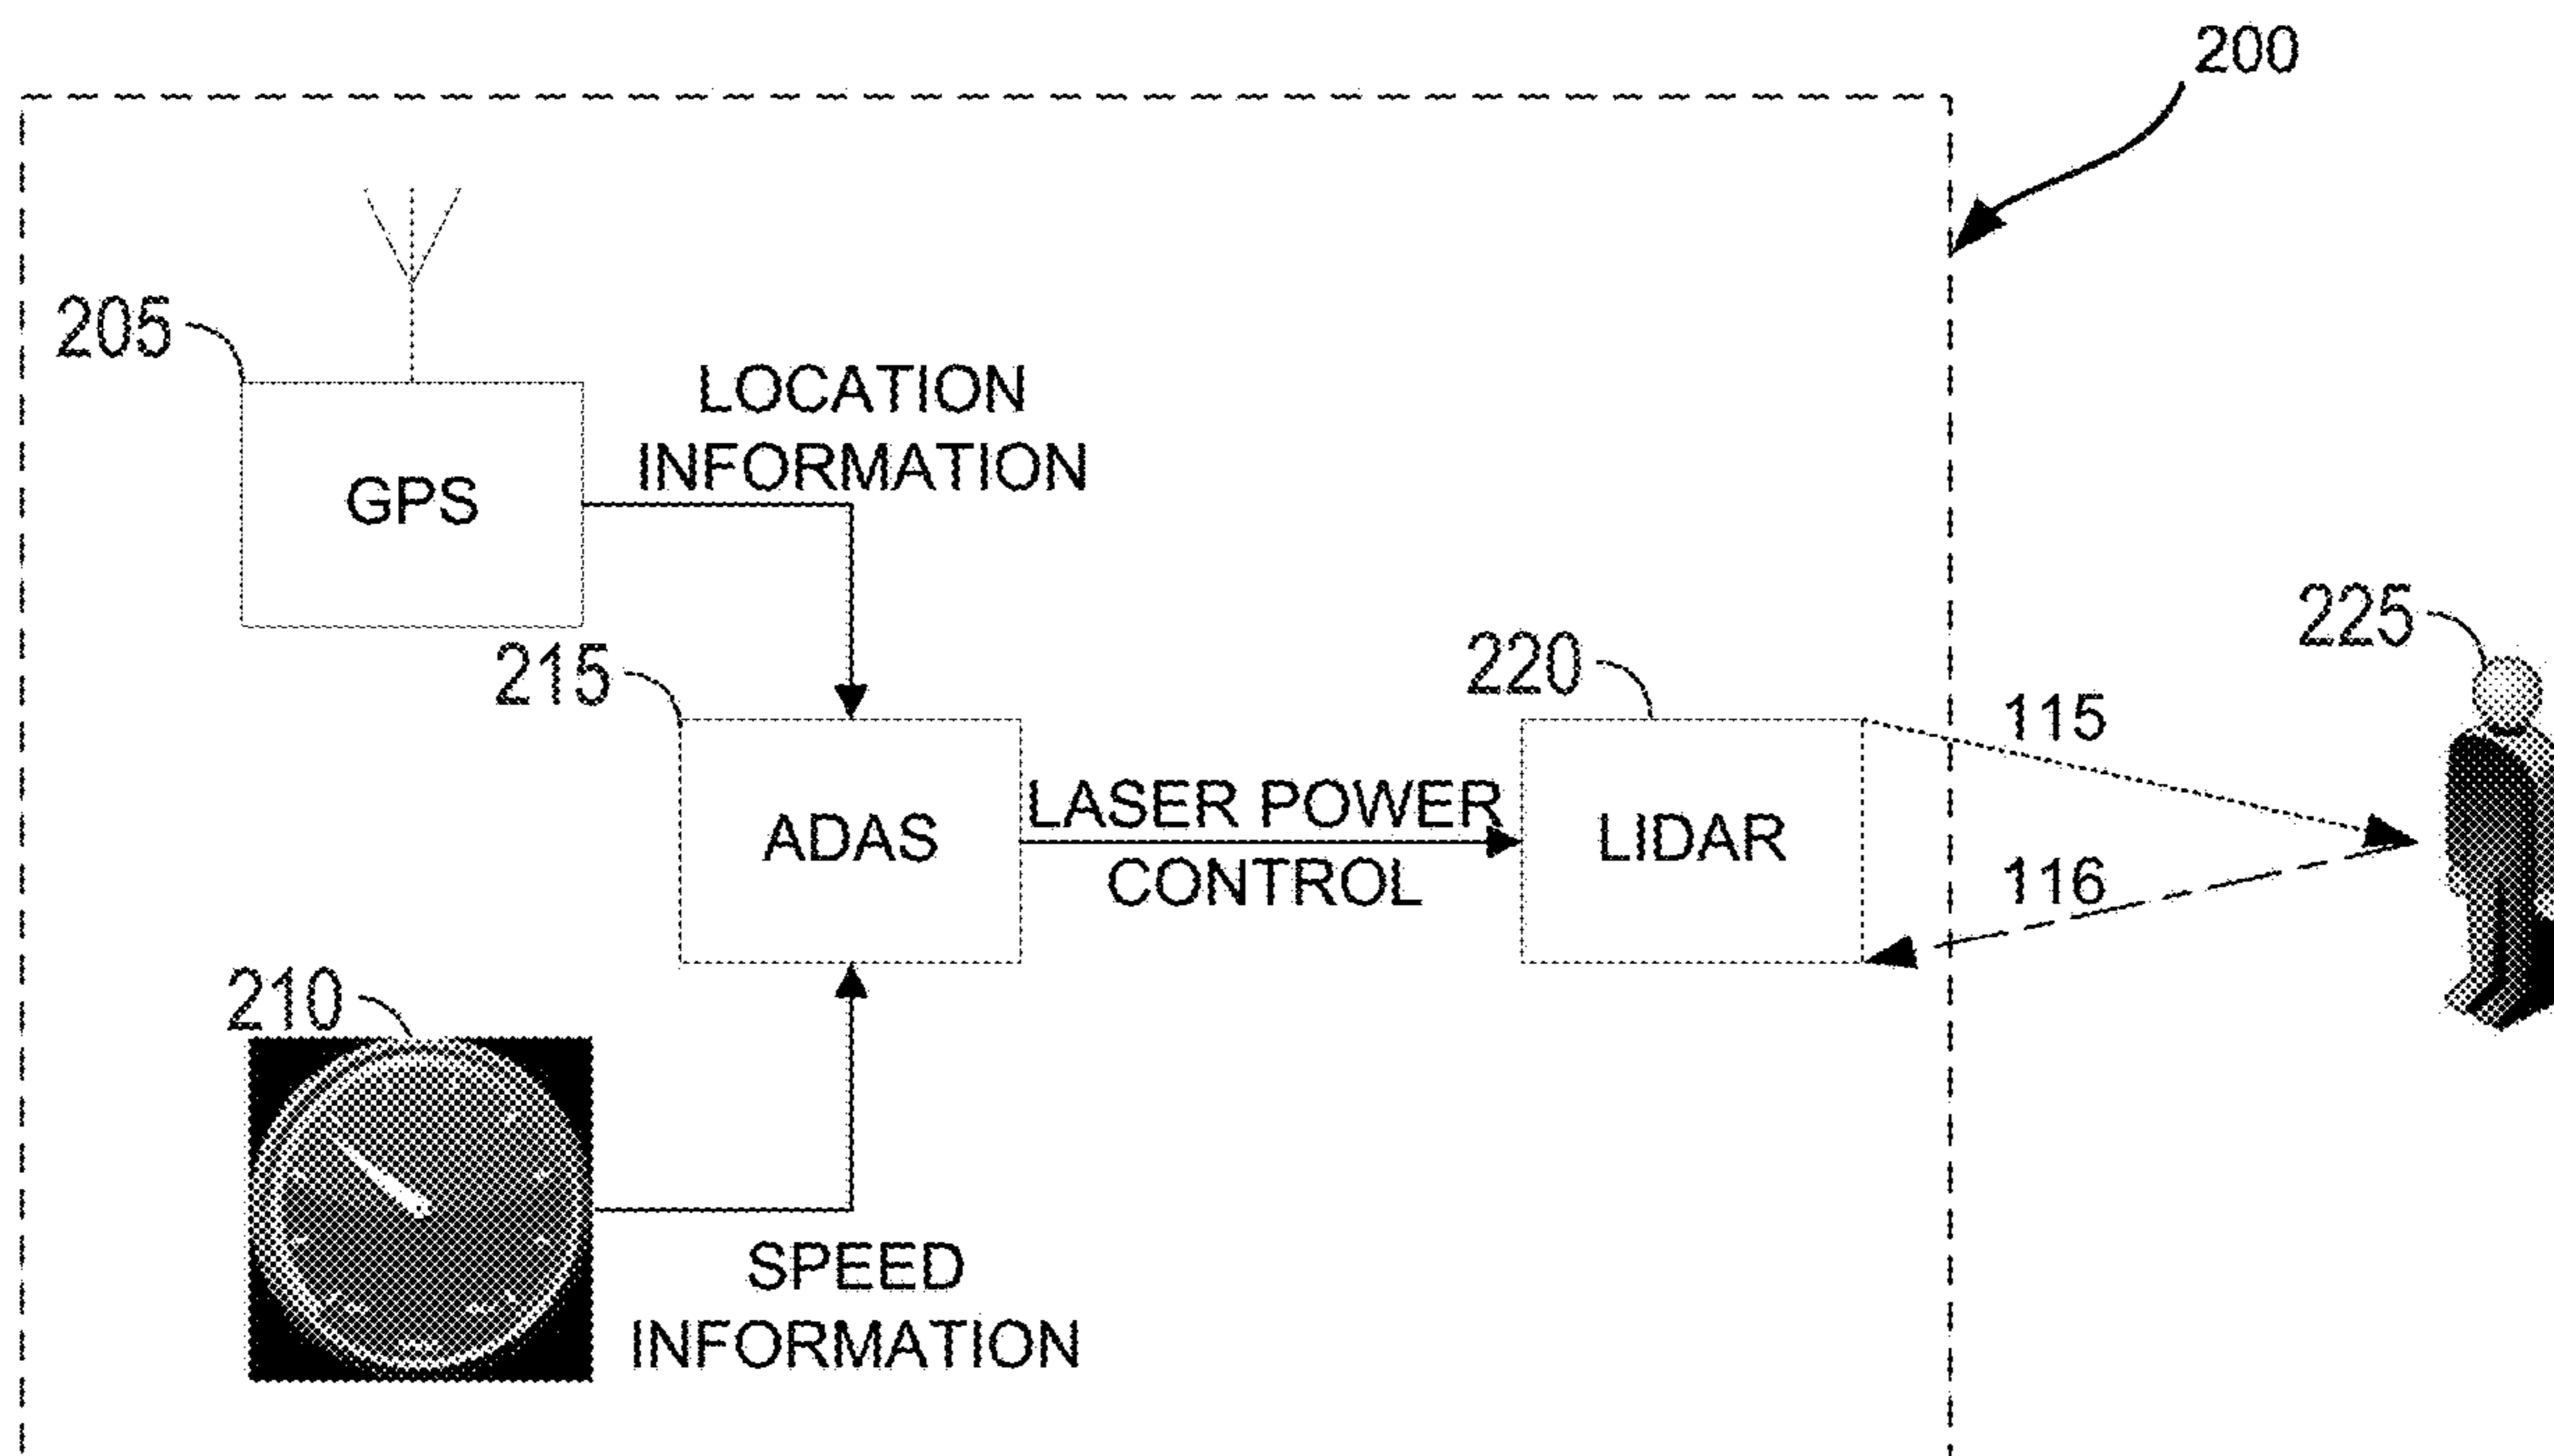 200
205
LOCATION
INFORMATION
GPS
225
215
220
115
LASER POWER
ADAS
LIDAR
CONTROL
116
210
SPEED
INFORMATION